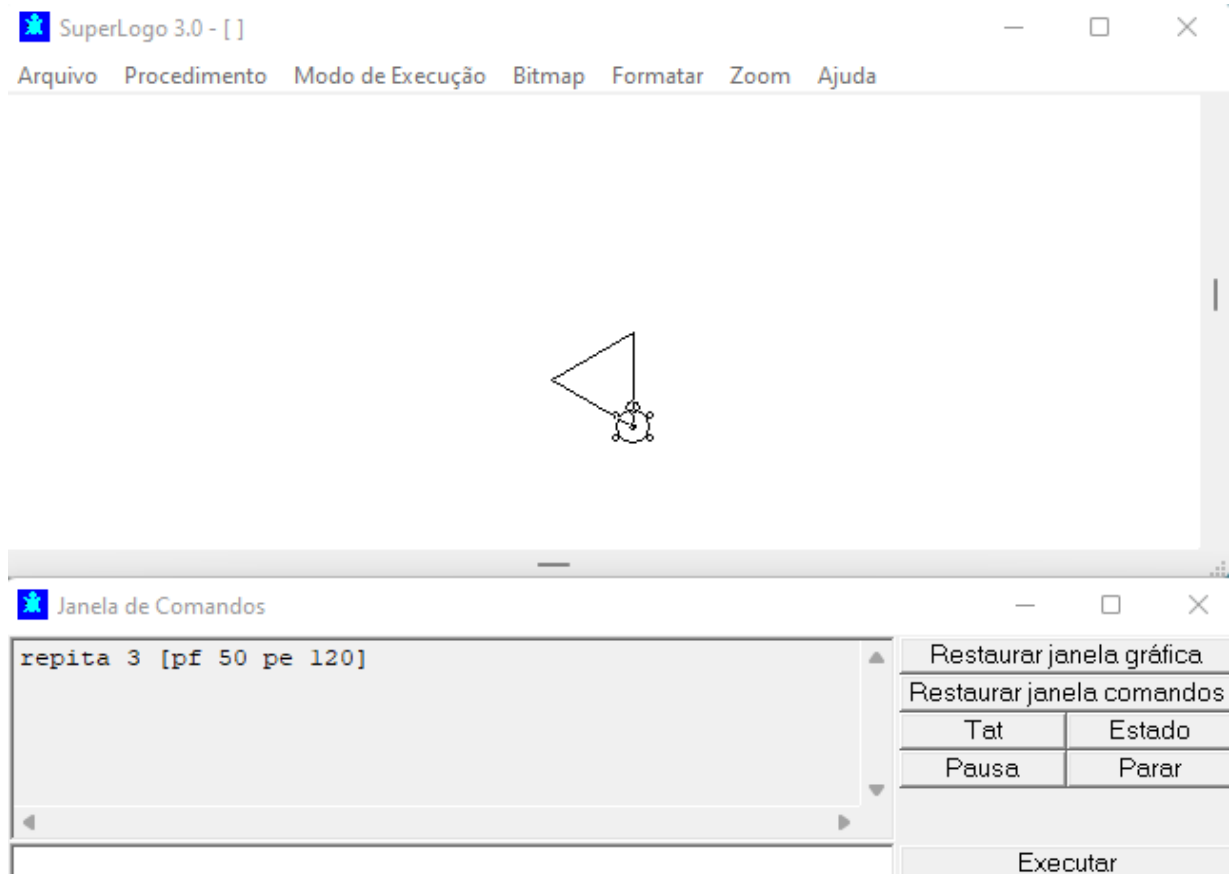 SuperLogo 3.0 - [ ]
Arquivo Procedimento Modo de Execução Bitmap Formatar Zoom Ajuda
Janela de Comandos
repita 3 [pf 50 pe 120]
Restaurar janela gráfica
Restaurar janela comandos
Tat Estado
Pausa Parar
Executar